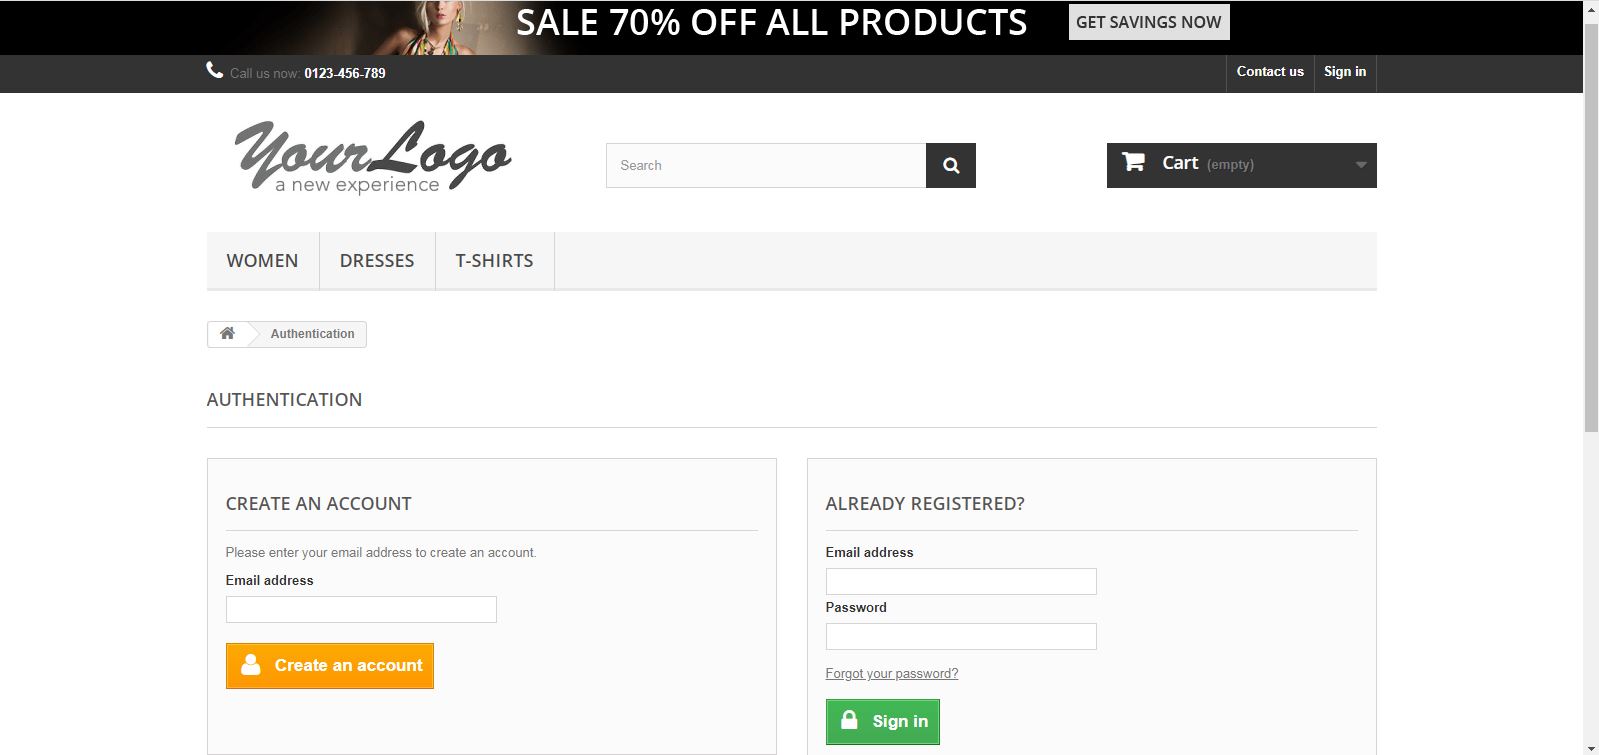 SALE 70% OFF ALL PRODUCTS GET SAVINGS NOW
Call us now: 0123-456-789 Contact us Sign in
YourLogo
a new experience
Search
Cart (empty)
WOMEN DRESSES T-SHIRTS
Authentication
AUTHENTICATION
CREATE AN ACCOUNT
Please enter your email address to create an account.
Email address
Create an account
ALREADY REGISTERED?
Email address
Password
Forgot your password?
Sign in